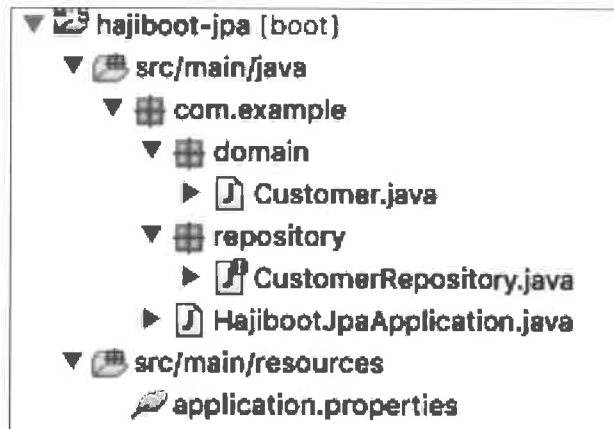 hajiboot-jpa [boot]
src/main/java
com.example
domain
Customer.java
repository
CustomerRepository.java
HajibootJpaApplication.java
src/main/resources
application.properties